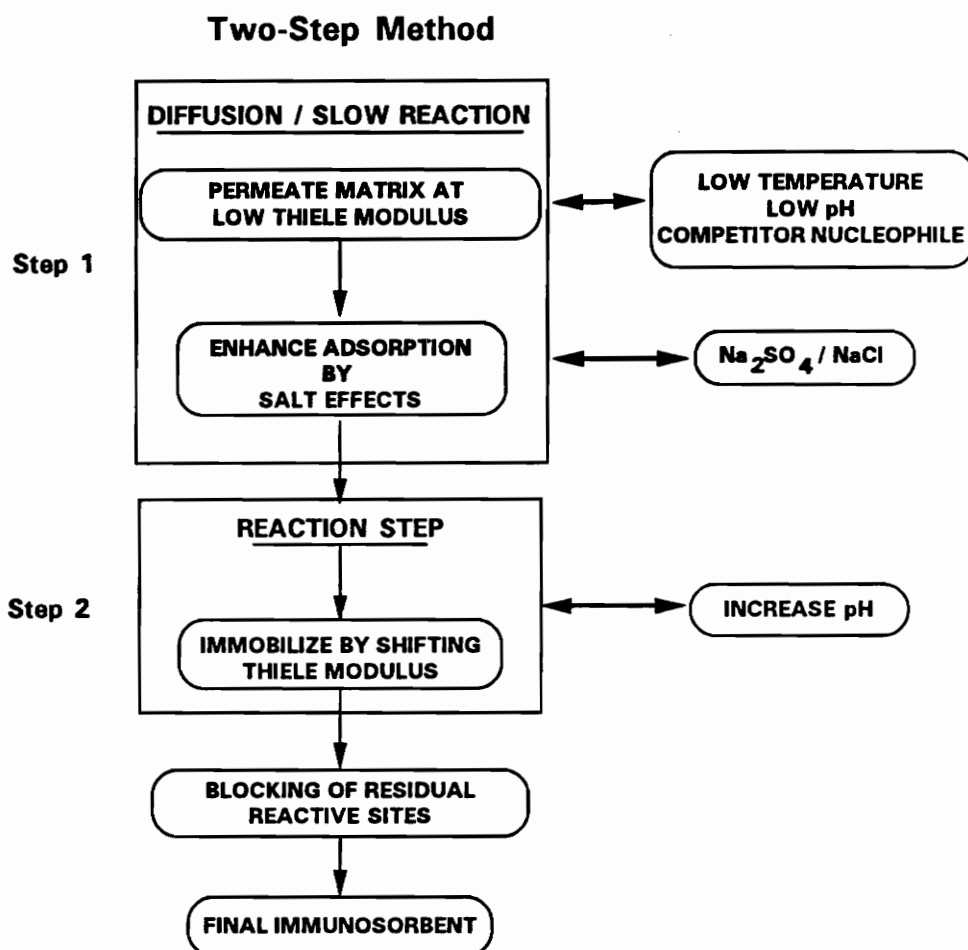 Two-Step Method
DIFFUSION / SLOW REACTION
PERMEATE MATRIX AT
LOW THIELE MODULUS
LOW TEMPERATURE
LOW pH
COMPETITOR NUCLEOPHILE
Step 1
ENHANCE ADSORPTION
BY
SALT EFFECTS
Na2SO4 / NaCl
REACTION STEP
Step 2
INCREASE pH
IMMOBILIZE BY SHIFTING
THIELE MODULUS
BLOCKING OF RESIDUAL
REACTIVE SITES
FINAL IMMUNOSORBENT